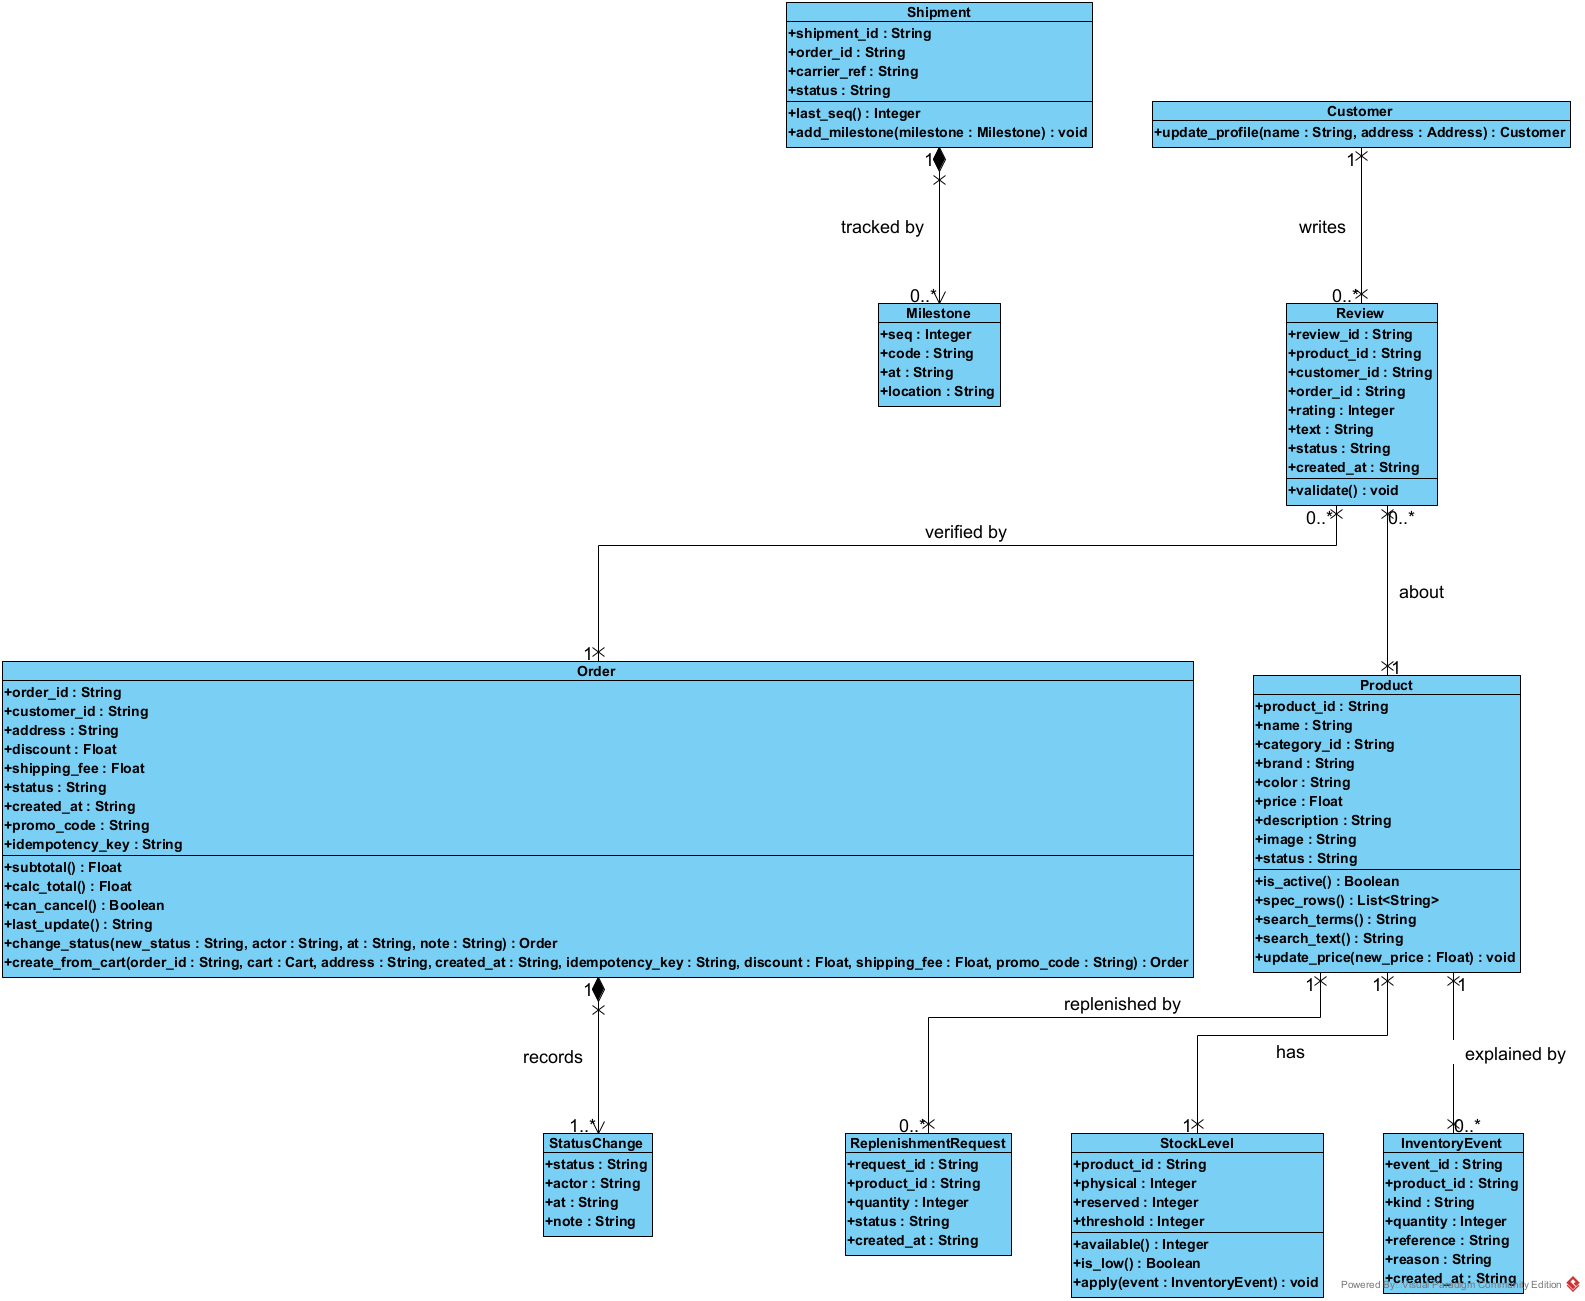 Shipment
+shipment_id : String
+order_id : String
+carrier_ref : String
+status : String
+last_seq() : Integer
+add_milestone(milestone : Milestone) : void
Customer
+update_profile(name : String, address : Address) : Customer
1
1
tracked by
writes
0..*
0..*
Milestone
+seq : Integer
+code : String
+at : String
+location : String
Review
+review_id : String
+product_id : String
+customer_id : String
+order_id : String
+rating : Integer
+text : String
+status : String
+created_at : String
+validate() : void
0..*
0..*
verified by
about
1
1
Order
+order_id : String
+customer_id : String
+address : String
+discount : Float
+shipping_fee : Float
+status : String
+created_at : String
+promo_code : String
+idempotency_key : String
+subtotal() : Float
+calc_total() : Float
+can_cancel() : Boolean
+last_update() : String
+change_status(new_status : String, actor : String, at : String, note : String) : Order
+create_from_cart(order_id : String, cart : Cart, address : String, created_at : String, idempotency_key : String, discount : Float, shipping_fee : Float, promo_code : String) : Order
Product
+product_id : String
+name : String
+category_id : String
+brand : String
+color : String
+price : Float
+description : String
+image : String
+status : String
+is_active() : Boolean
+spec_rows() : List<String>
+search_terms() : String
+search_text() : String
+update_price(new_price : Float) : void
1
1
1
1
replenished by
records
has
explained by
1..*
0..*
1
0..*
StatusChange
+status : String
+actor : String
+at : String
+note : String
ReplenishmentRequest
+request_id : String
+product_id : String
+quantity : Integer
+status : String
+created_at : String
StockLevel
+product_id : String
+physical : Integer
+reserved : Integer
+threshold : Integer
+available() : Integer
+is_low() : Boolean
+apply(event : InventoryEvent) : void
InventoryEvent
+event_id : String
+product_id : String
+kind : String
+quantity : Integer
+reference : String
+reason : String
+created_at : String
Powered By Visual Paradigm Community Edition